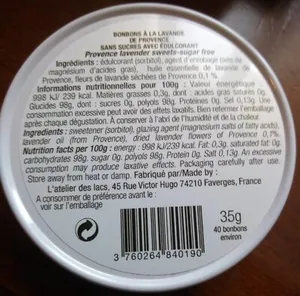 BONBONS A LA LAVANDE
DE PROVENCE
SANS SUCRES AVEC ÉDULCORANT
Provence lavender sweets-sugar free
Ingrédients : édulcorant (sorbitol), agent d'enrobage (sels de
magnésium d'acides gras), huile essentielle de lavande de
Provence, fleurs de lavande séchées de Provence 0,1 %.
Informations nutritionnelles pour 100g : Valeur énergétique
998 kJ/ 239 kcal. Matières grasses 0,3g, dont acides gras saturés 0g.
Glucides 98g, dont sucres 0g, polyols 98g. Protéines 0g. Sel 0,13g. Une
consommation excessive peut avoir des effets laxatifs. Bien refermer l'emballage
après chaque dégustation. A conserver à l'abri de l'humidité et de la chaleur.
Ingredients : sweetener (sorbitol), glazing agent (magnesium salts of fatty acids),
lavender oil (from Provence), dried lavender flowers of Provence 0,1%.
Nutrition facts per 100g : energy : 998 kJ/239 kcal. Fat: 0,3g, saturated fat: 0g.
carbohydrates 98g, sugar 0g, polyols 98g. Protein 0g. Salt 0,13g. An excessive
consumption may produce laxative effects. Packaging carefully after use.
Store away from heat or damp. Fabriqué par/Made by :
L'atelier des lacs, 45 Rue Victor Hugo 74210 Faverges, France
A consommer de préférence avant le :
voir sur l'emballage
35g
40 bonbons
environ
3 760264 840190